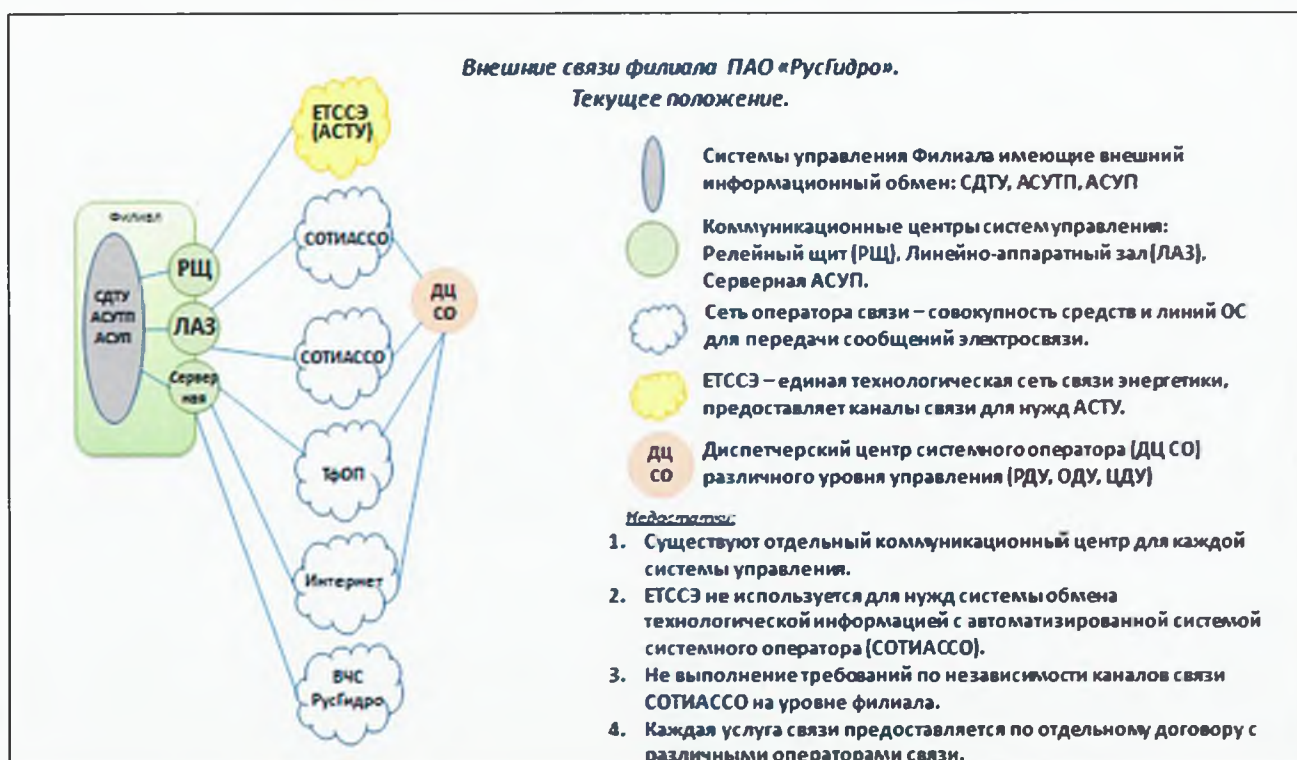 Внешние связи филиала ПАО «РусГидро».
Текущее положение.
ЕТССЭ
(АСТУ)
Филиал
СДТУ
АСУТП
АСУП
РЩ
ЛАЗ
Сервер
ная
СОТИАССО
СОТИАССО
ТфОП
Интернет
ВЧС
РусГидро
ДЦ
СО
Системы управления Филиала имеющие внешний
информационный обмен: СДТУ, АСУТП, АСУП
Коммуникационные центры систем управления:
Релейный щит (РЩ), Линейно-аппаратный зал (ЛАЗ),
Серверная АСУП.
Сеть оператора связи – совокупность средств и линий ОС
для передачи сообщений электросвязи.
ЕТССЭ – единая технологическая сеть связи энергетики,
предоставляет каналы связи для нужд АСТУ.
ДЦ
СО
Диспетчерский центр системного оператора (ДЦ СО)
различного уровня управления (РДУ, ОДУ, ЦДУ)
Недостатки:
1. Существуют отдельный коммуникационный центр для каждой
системы управления.
2. ЕТССЭ не используется для нужд системы обмена
технологической информацией с автоматизированной системой
системного оператора (СОТИАССО).
3. Не выполнение требований по независимости каналов связи
СОТИАССО на уровне филиала.
4. Каждая услуга связи предоставляется по отдельному договору с
различными операторами связи.